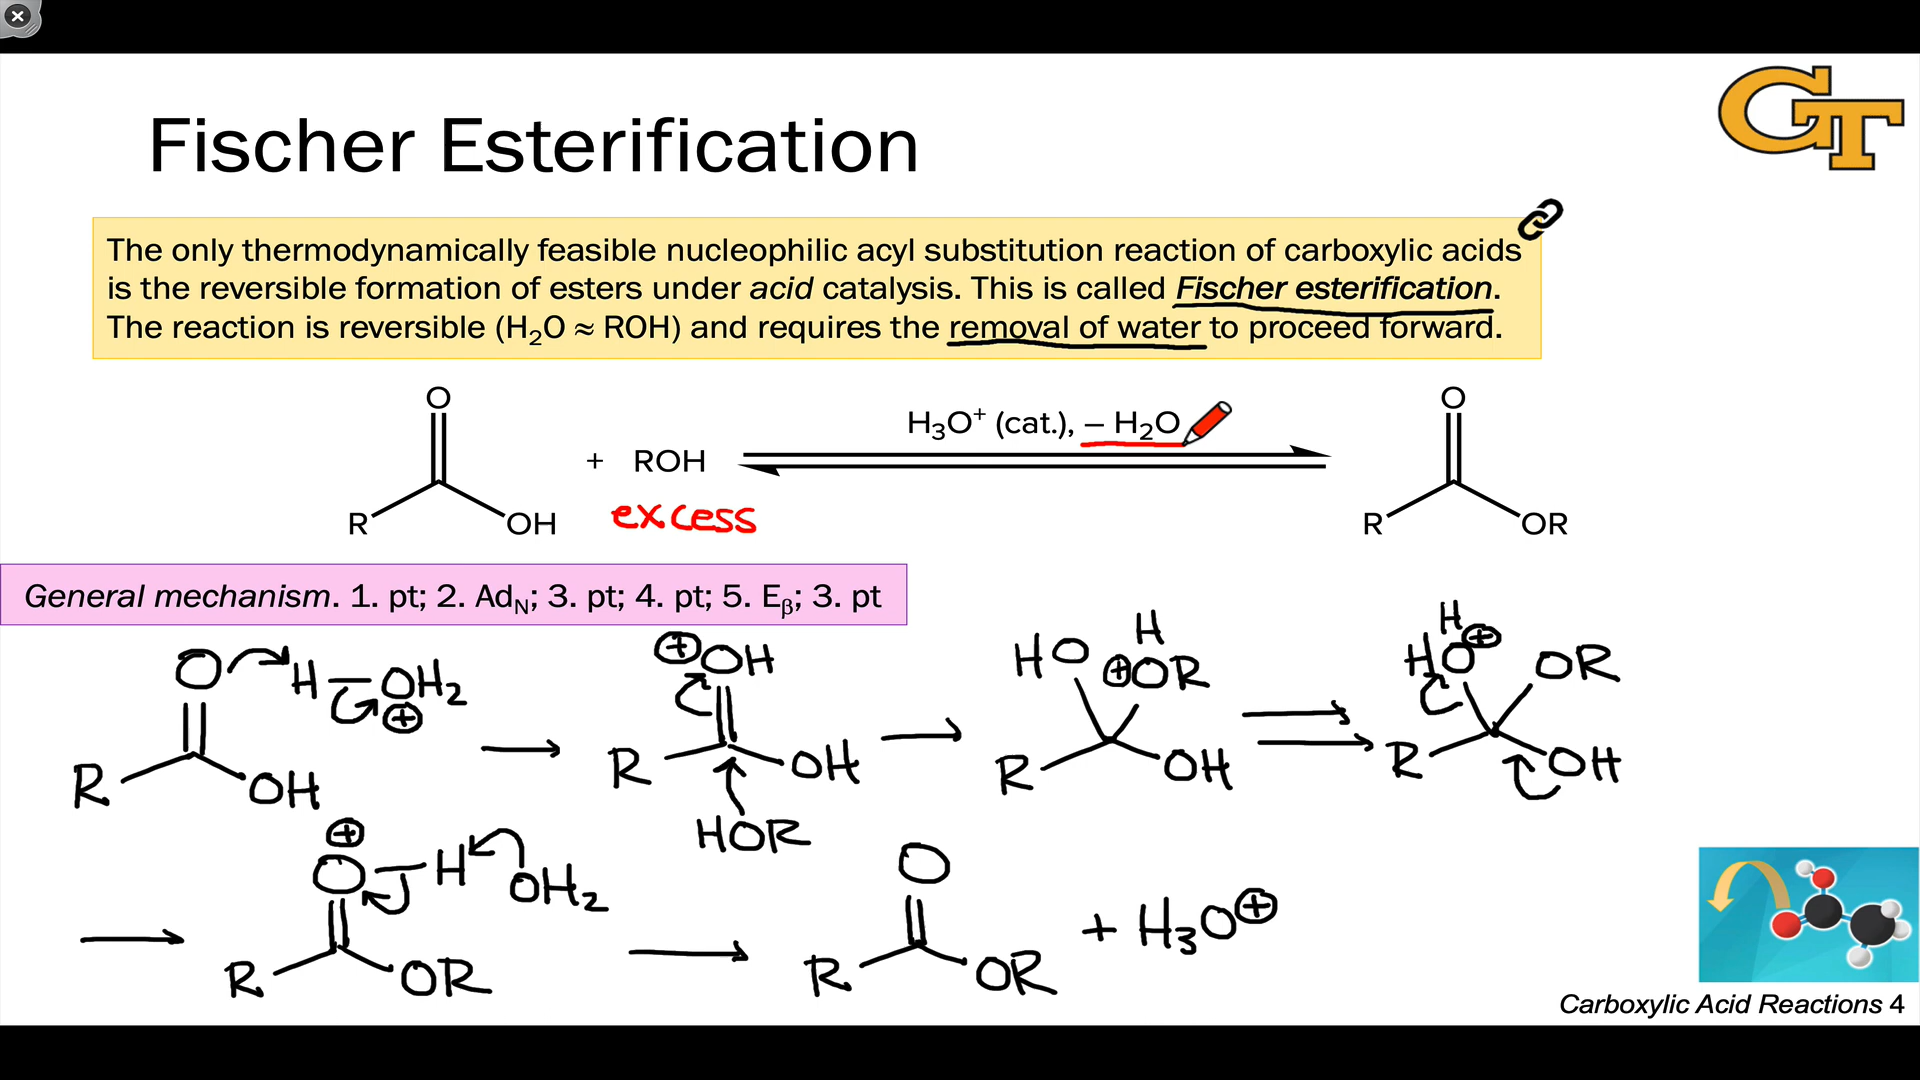 GT
Fischer Esterification
The only thermodynamically feasible nucleophilic acyl substitution reaction of carboxylic acids
is the reversible formation of esters under acid catalysis. This is called Fischer esterification.
The reaction is reversible (H₂O ≈ ROH) and requires the removal of water to proceed forward.
O
R
OH
+ ROH
excess
H₃O⁺ (cat.), – H₂O
O
R
OR
General mechanism. 1. pt; 2. Ad_N; 3. pt; 4. pt; 5. E_β; 3. pt
O
H–OH₂
⊕
R
OH
⊕OH
R
OH
HOR
HO
H
⊕OR
R
OH
H
HO⊕
OR
R
OH
⊕
O–H
OH₂
R
OR
O
R
OR
+ H₃O⊕
Carboxylic Acid Reactions 4